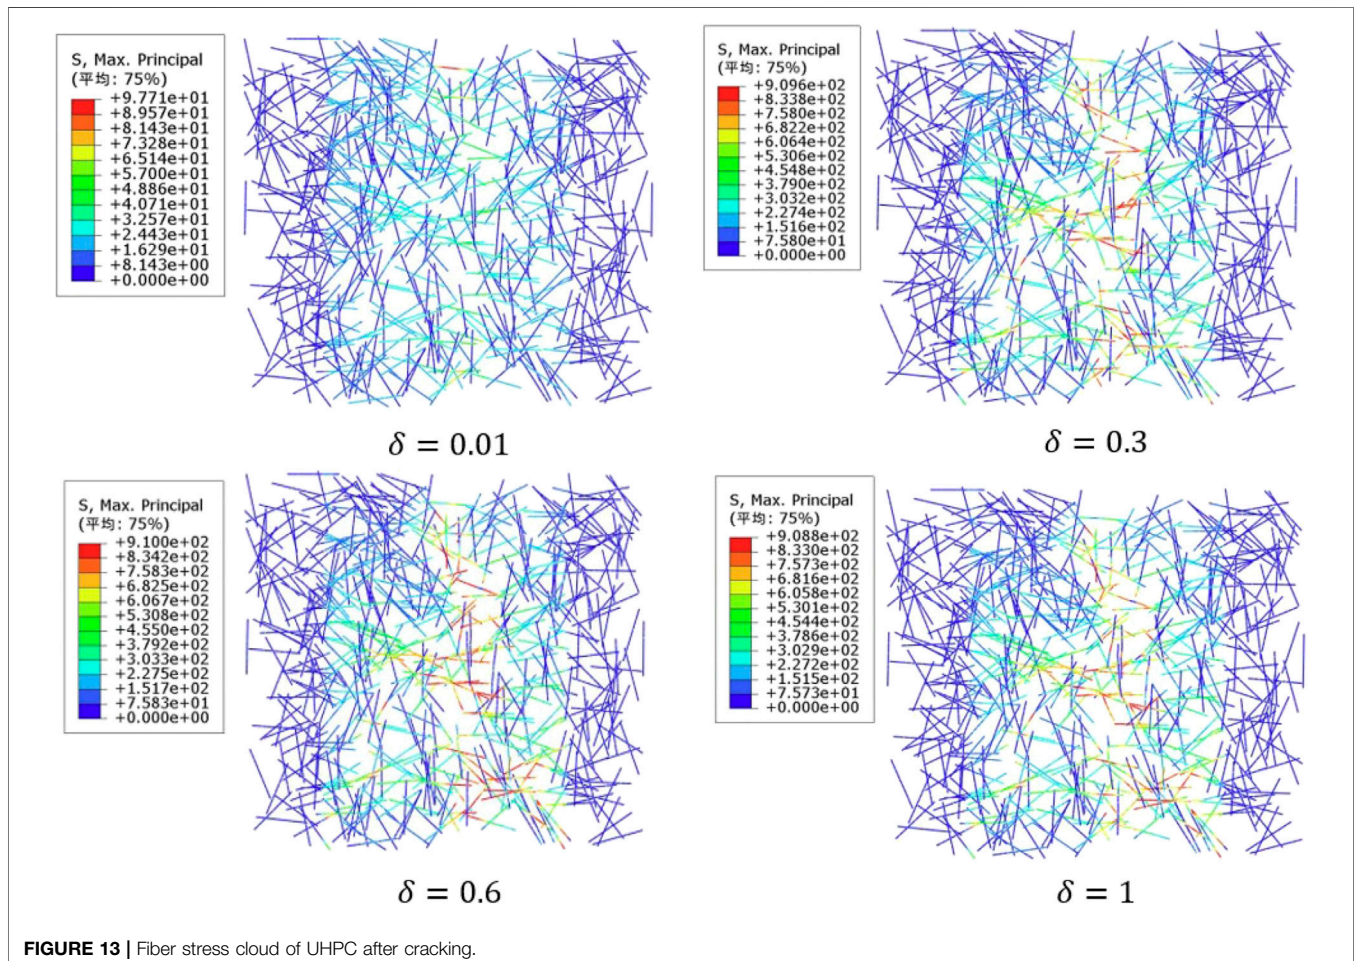 S, Max. Principal
(平均: 75%)
+9.771e+01
+8.957e+01
+8.143e+01
+7.328e+01
+6.514e+01
+5.700e+01
+4.886e+01
+4.071e+01
+3.257e+01
+2.443e+01
+1.629e+01
+8.143e+00
+0.000e+00
δ = 0.01
S, Max. Principal
(平均: 75%)
+9.096e+02
+8.338e+02
+7.580e+02
+6.822e+02
+6.064e+02
+5.306e+02
+4.548e+02
+3.790e+02
+3.032e+02
+2.274e+02
+1.516e+02
+7.580e+01
+0.000e+00
δ = 0.3
S, Max. Principal
(平均: 75%)
+9.100e+02
+8.342e+02
+7.583e+02
+6.825e+02
+6.067e+02
+5.308e+02
+4.550e+02
+3.792e+02
+3.033e+02
+2.275e+02
+1.517e+02
+7.583e+01
+0.000e+00
δ = 0.6
S, Max. Principal
(平均: 75%)
+9.088e+02
+8.330e+02
+7.573e+02
+6.816e+02
+6.058e+02
+5.301e+02
+4.544e+02
+3.786e+02
+3.029e+02
+2.272e+02
+1.515e+02
+7.573e+01
+0.000e+00
δ = 1
FIGURE 13 | Fiber stress cloud of UHPC after cracking.